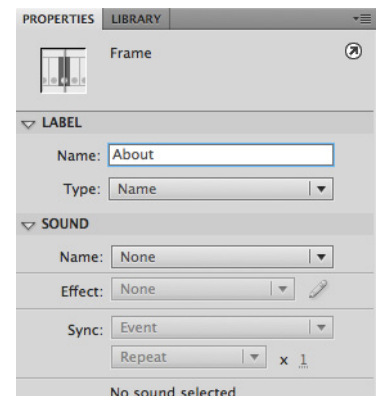 PROPERTIES LIBRARY
Frame
LABEL
Name: About
Type: Name
SOUND
Name: None
Effect: None
Sync: Event
Repeat x 1
No sound selected